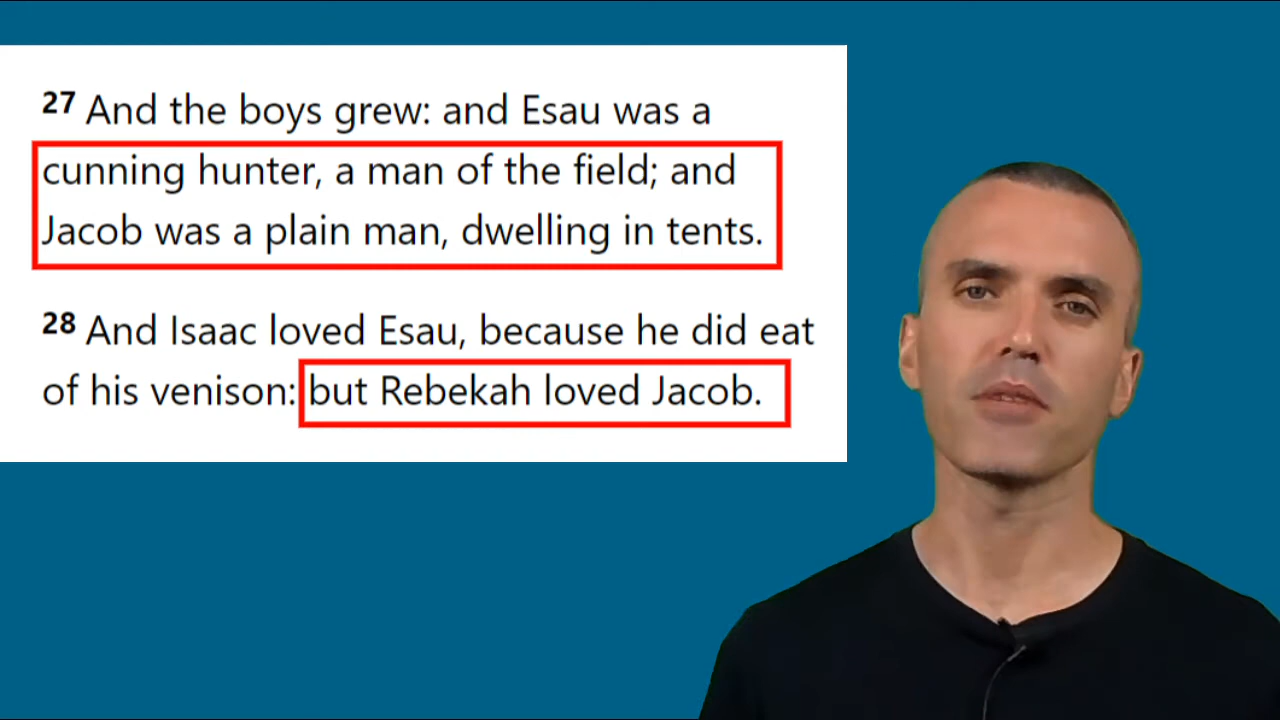 27 And the boys grew: and Esau was a
cunning hunter, a man of the field; and
Jacob was a plain man, dwelling in tents.
28 And Isaac loved Esau, because he did eat
of his venison: but Rebekah loved Jacob.